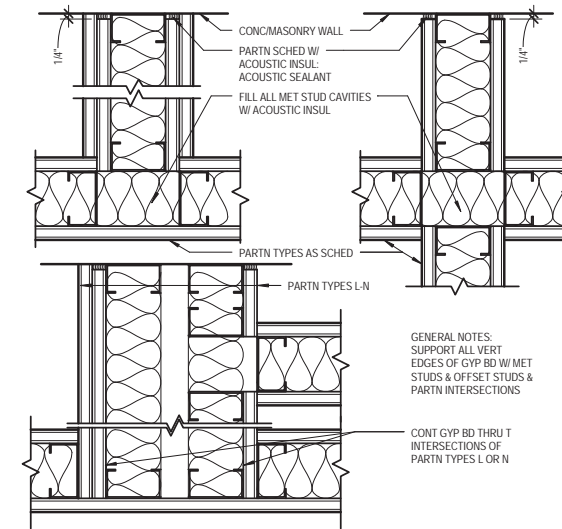 1/4"
CONC/MASONRY WALL
PARTN SCHED W/
ACOUSTIC INSUL:
ACOUSTIC SEALANT
FILL ALL MET STUD CAVITIES
W/ ACOUSTIC INSUL
1/4"
PARTN TYPES AS SCHED
PARTN TYPES L-N
GENERAL NOTES:
SUPPORT ALL VERT
EDGES OF GYP BD W/ MET
STUDS & OFFSET STUDS &
PARTN INTERSECTIONS
CONT GYP BD THRU T
INTERSECTIONS OF
PARTN TYPES L OR N